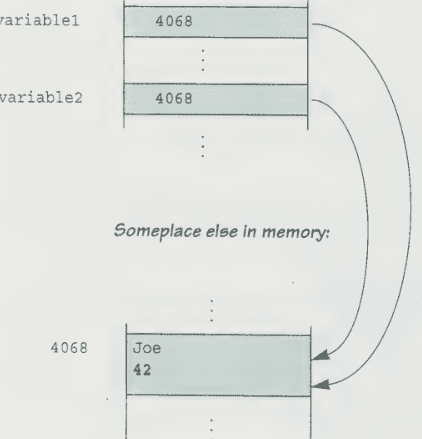 variable1 4068
variable2 4068
Someplace else in memory:
4068 Joe
42